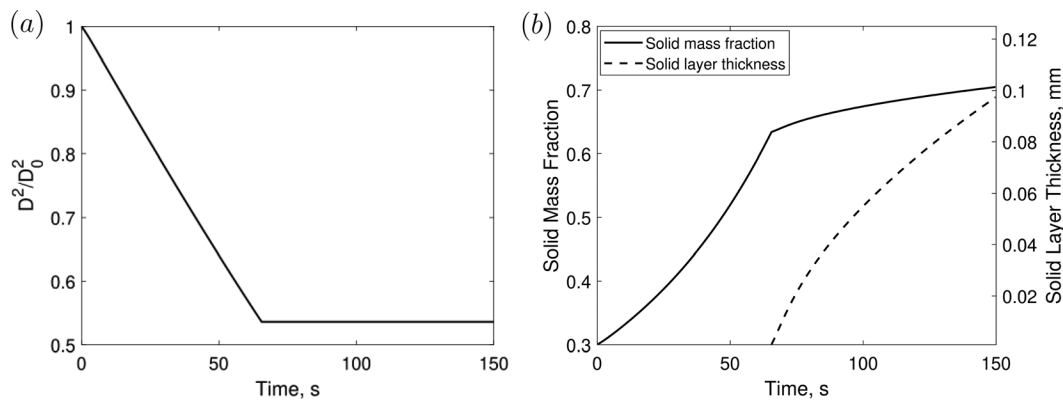 (a)
1
0.9
0.8
0.7
0.6
0.5
D²/D₀²
0 50 100 150
Time, s
(b)
0.8
0.7
0.6
0.5
0.4
0.3
Solid Mass Fraction
Solid mass fraction
Solid layer thickness
0.12
0.1
0.08
0.06
0.04
0.02
Solid Layer Thickness, mm
0 50 100 150
Time, s